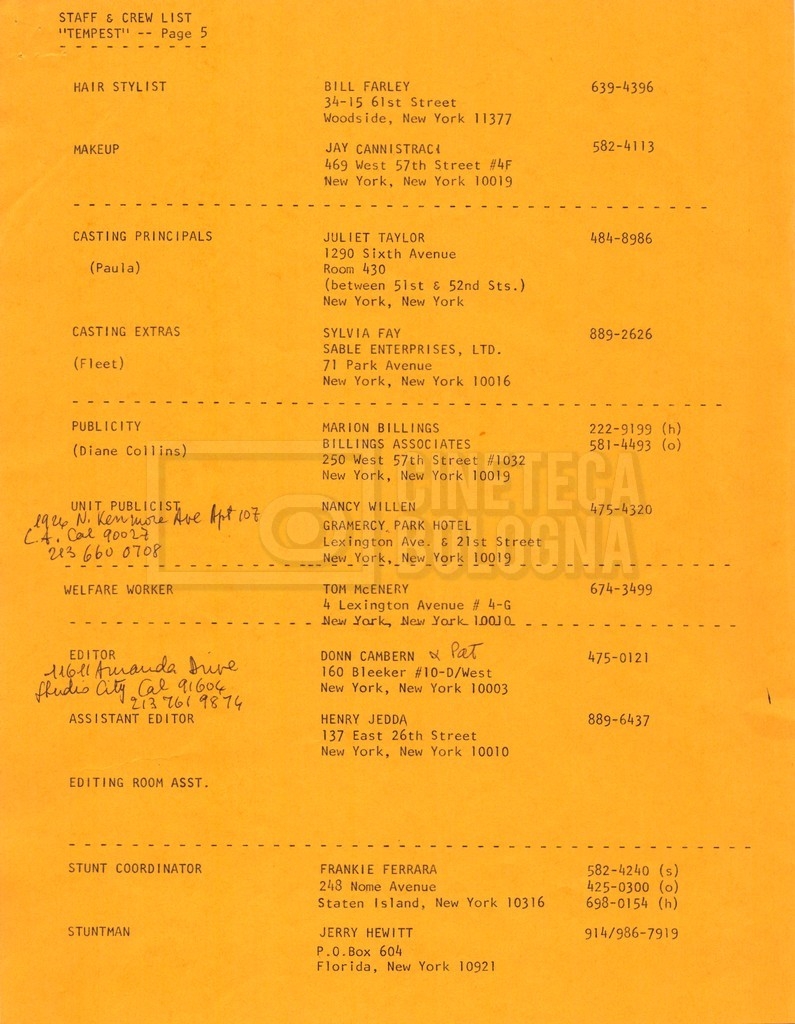 STAFF & CREW LIST
"TEMPEST" -- Page 5
HAIR STYLIST BILL FARLEY 639-4396
34-15 61st Street
Woodside, New York 11377
MAKEUP JAY CANNISTRACI 582-4113
469 West 57th Street #4F
New York, New York 10019
CASTING PRINCIPALS JULIET TAYLOR 484-8986
1290 Sixth Avenue
(Paula) Room 430
(between 51st & 52nd Sts.)
New York, New York
CASTING EXTRAS SYLVIA FAY 889-2626
SABLE ENTERPRISES, LTD.
(Fleet) 71 Park Avenue
New York, New York 10016
PUBLICITY MARION BILLINGS 222-9199 (h)
(Diane Collins) BILLINGS ASSOCIATES 581-4493 (o)
250 West 57th Street #1032
New York, New York 10019
UNIT PUBLICIST NANCY WILLEN 475-4320
1926 N. Kenmore Ave Apt 107
GRAMERCY PARK HOTEL
L.A. Cal 90027
Lexington Ave. & 21st Street
213 660 0708
New York, New York 10019
CINETECA
BOLOGNA
WELFARE WORKER TOM McENERY 674-3499
4 Lexington Avenue # 4-G
New York, New York 10010
EDITOR DONN CAMBERN & Pat 475-0121
11611 Amanda Drive
160 Bleeker #10-D/West
Studio City Cal 91604
New York, New York 10003
213 761 9874
ASSISTANT EDITOR HENRY JEDDA 889-6437
137 East 26th Street
New York, New York 10010
EDITING ROOM ASST.
STUNT COORDINATOR FRANKIE FERRARA 582-4240 (s)
248 Nome Avenue 425-0300 (o)
Staten Island, New York 10316 698-0154 (h)
STUNTMAN JERRY HEWITT 914/986-7919
P.O.Box 604
Florida, New York 10921